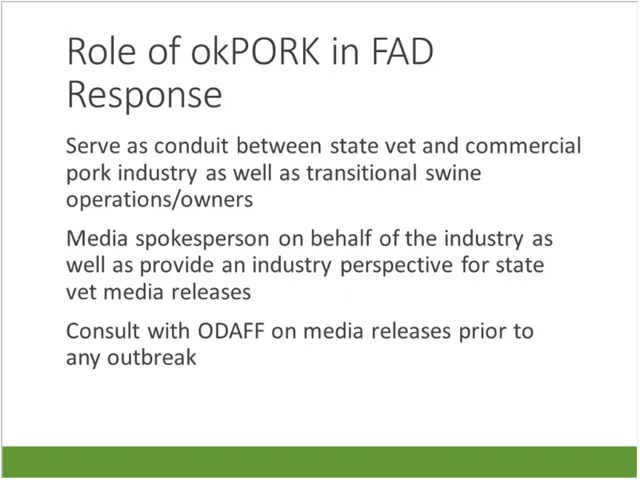 Role of okPORK in FAD
Response
Serve as conduit between state vet and commercial
pork industry as well as transitional swine
operations/owners
Media spokesperson on behalf of the industry as
well as provide an industry perspective for state
vet media releases
Consult with ODAFF on media releases prior to
any outbreak